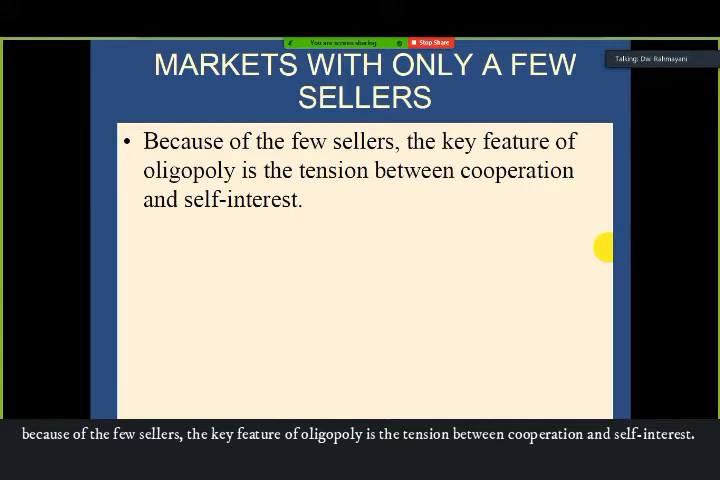 You are screen sharing
Stop Share
Talking: Dwi Rahmayani
MARKETS WITH ONLY A FEW
SELLERS
• Because of the few sellers, the key feature of
oligopoly is the tension between cooperation
and self-interest.
because of the few sellers, the key feature of oligopoly is the tension between cooperation and self-interest.